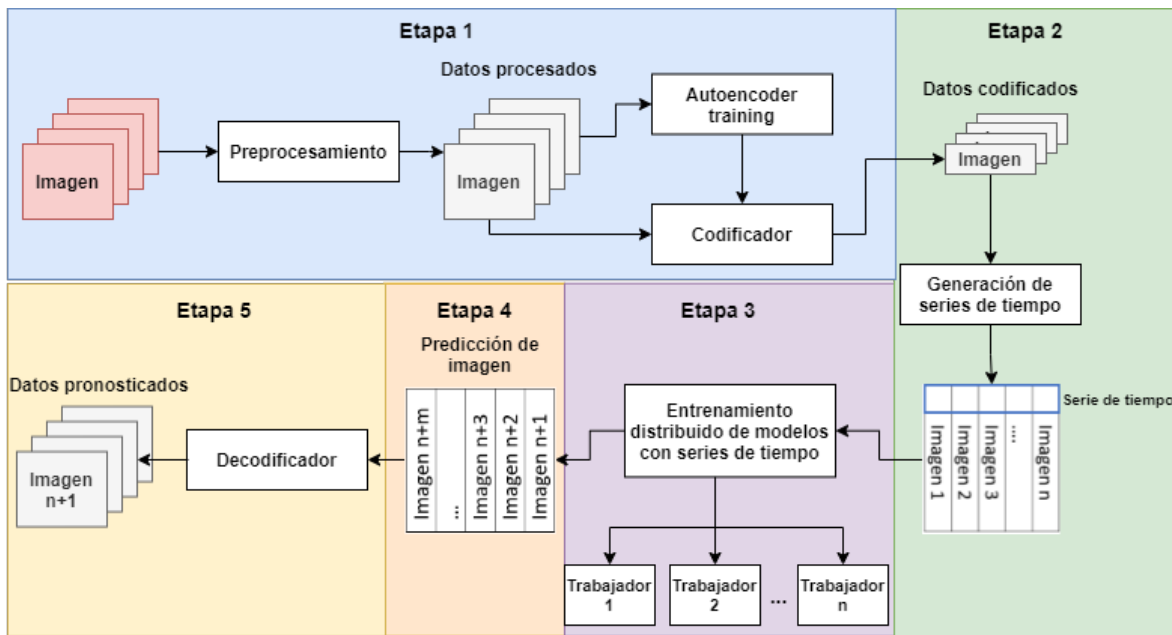 Etapa 1
Datos procesados
Imagen
Preprocesamiento
Imagen
Autoencoder
training
Codificador
Etapa 2
Datos codificados
Imagen
Generación de
series de tiempo
Serie de tiempo
Imagen 1
Imagen 2
Imagen 3
....
Imagen n
Etapa 3
Entrenamiento
distribuido de modelos
con series de tiempo
Trabajador
1
Trabajador
2
...
Trabajador
n
Etapa 4
Predicción de
imagen
Imagen n+m
...
Imagen n+3
Imagen n+2
Imagen n+1
Etapa 5
Datos pronosticados
Decodificador
Imagen
n+1